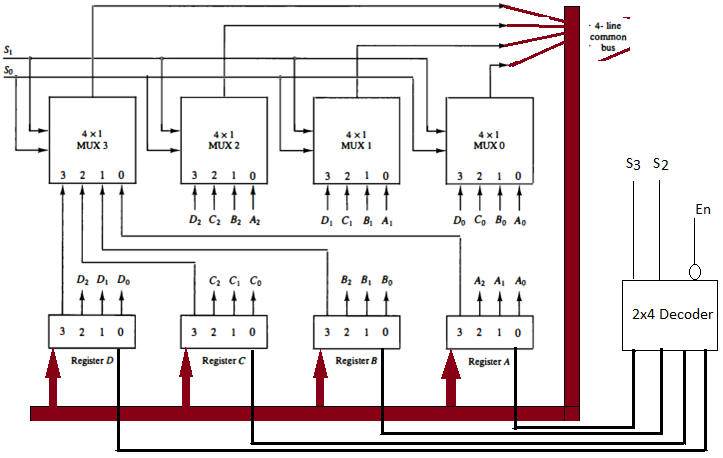 4- line
common
bus
S1
S0
4 × 1
MUX 3
3 2 1 0
4 × 1
MUX 2
3 2 1 0
4 × 1
MUX 1
3 2 1 0
4 × 1
MUX 0
3 2 1 0
D2 C2 B2 A2
D1 C1 B1 A1
D0 C0 B0 A0
S3 S2
En
2x4 Decoder
D2 D1 D0
C2 C1 C0
B2 B1 B0
A2 A1 A0
3 2 1 0
3 2 1 0
3 2 1 0
3 2 1 0
Register D
Register C
Register B
Register A